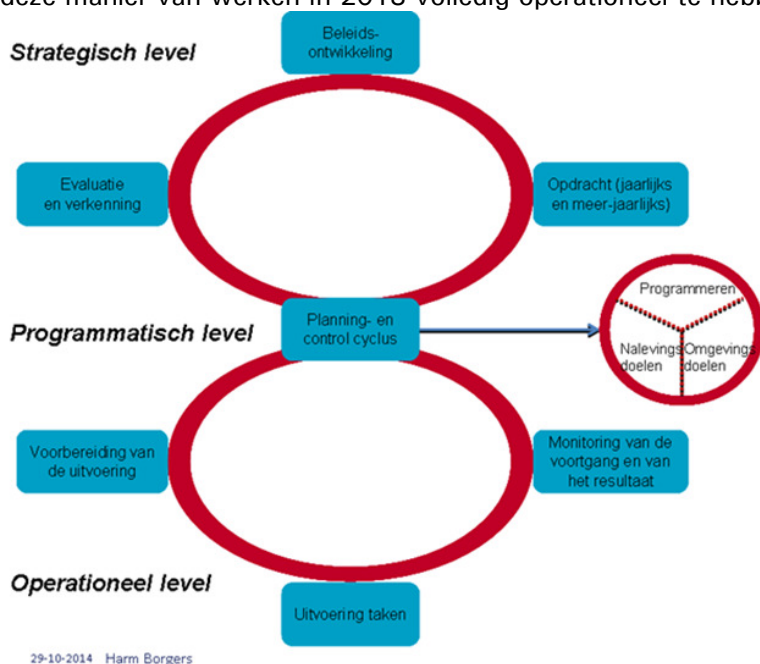 deze manier van werken in 2018 volledig operationeel te hebb
Strategisch level
Beleids-
ontwikkeling
Evaluatie
en verkenning
Opdracht (jaarlijks
en meer-jaarlijks)
Programmatisch level
Planning- en
control cyclus
Programmeren
Nalevings
doelen
Omgevings
doelen
Voorbereiding van
de uitvoering
Monitoring van de
voortgang en van
het resultaat
Operationeel level
Uitvoering taken
29-10-2014 Harm Borgers